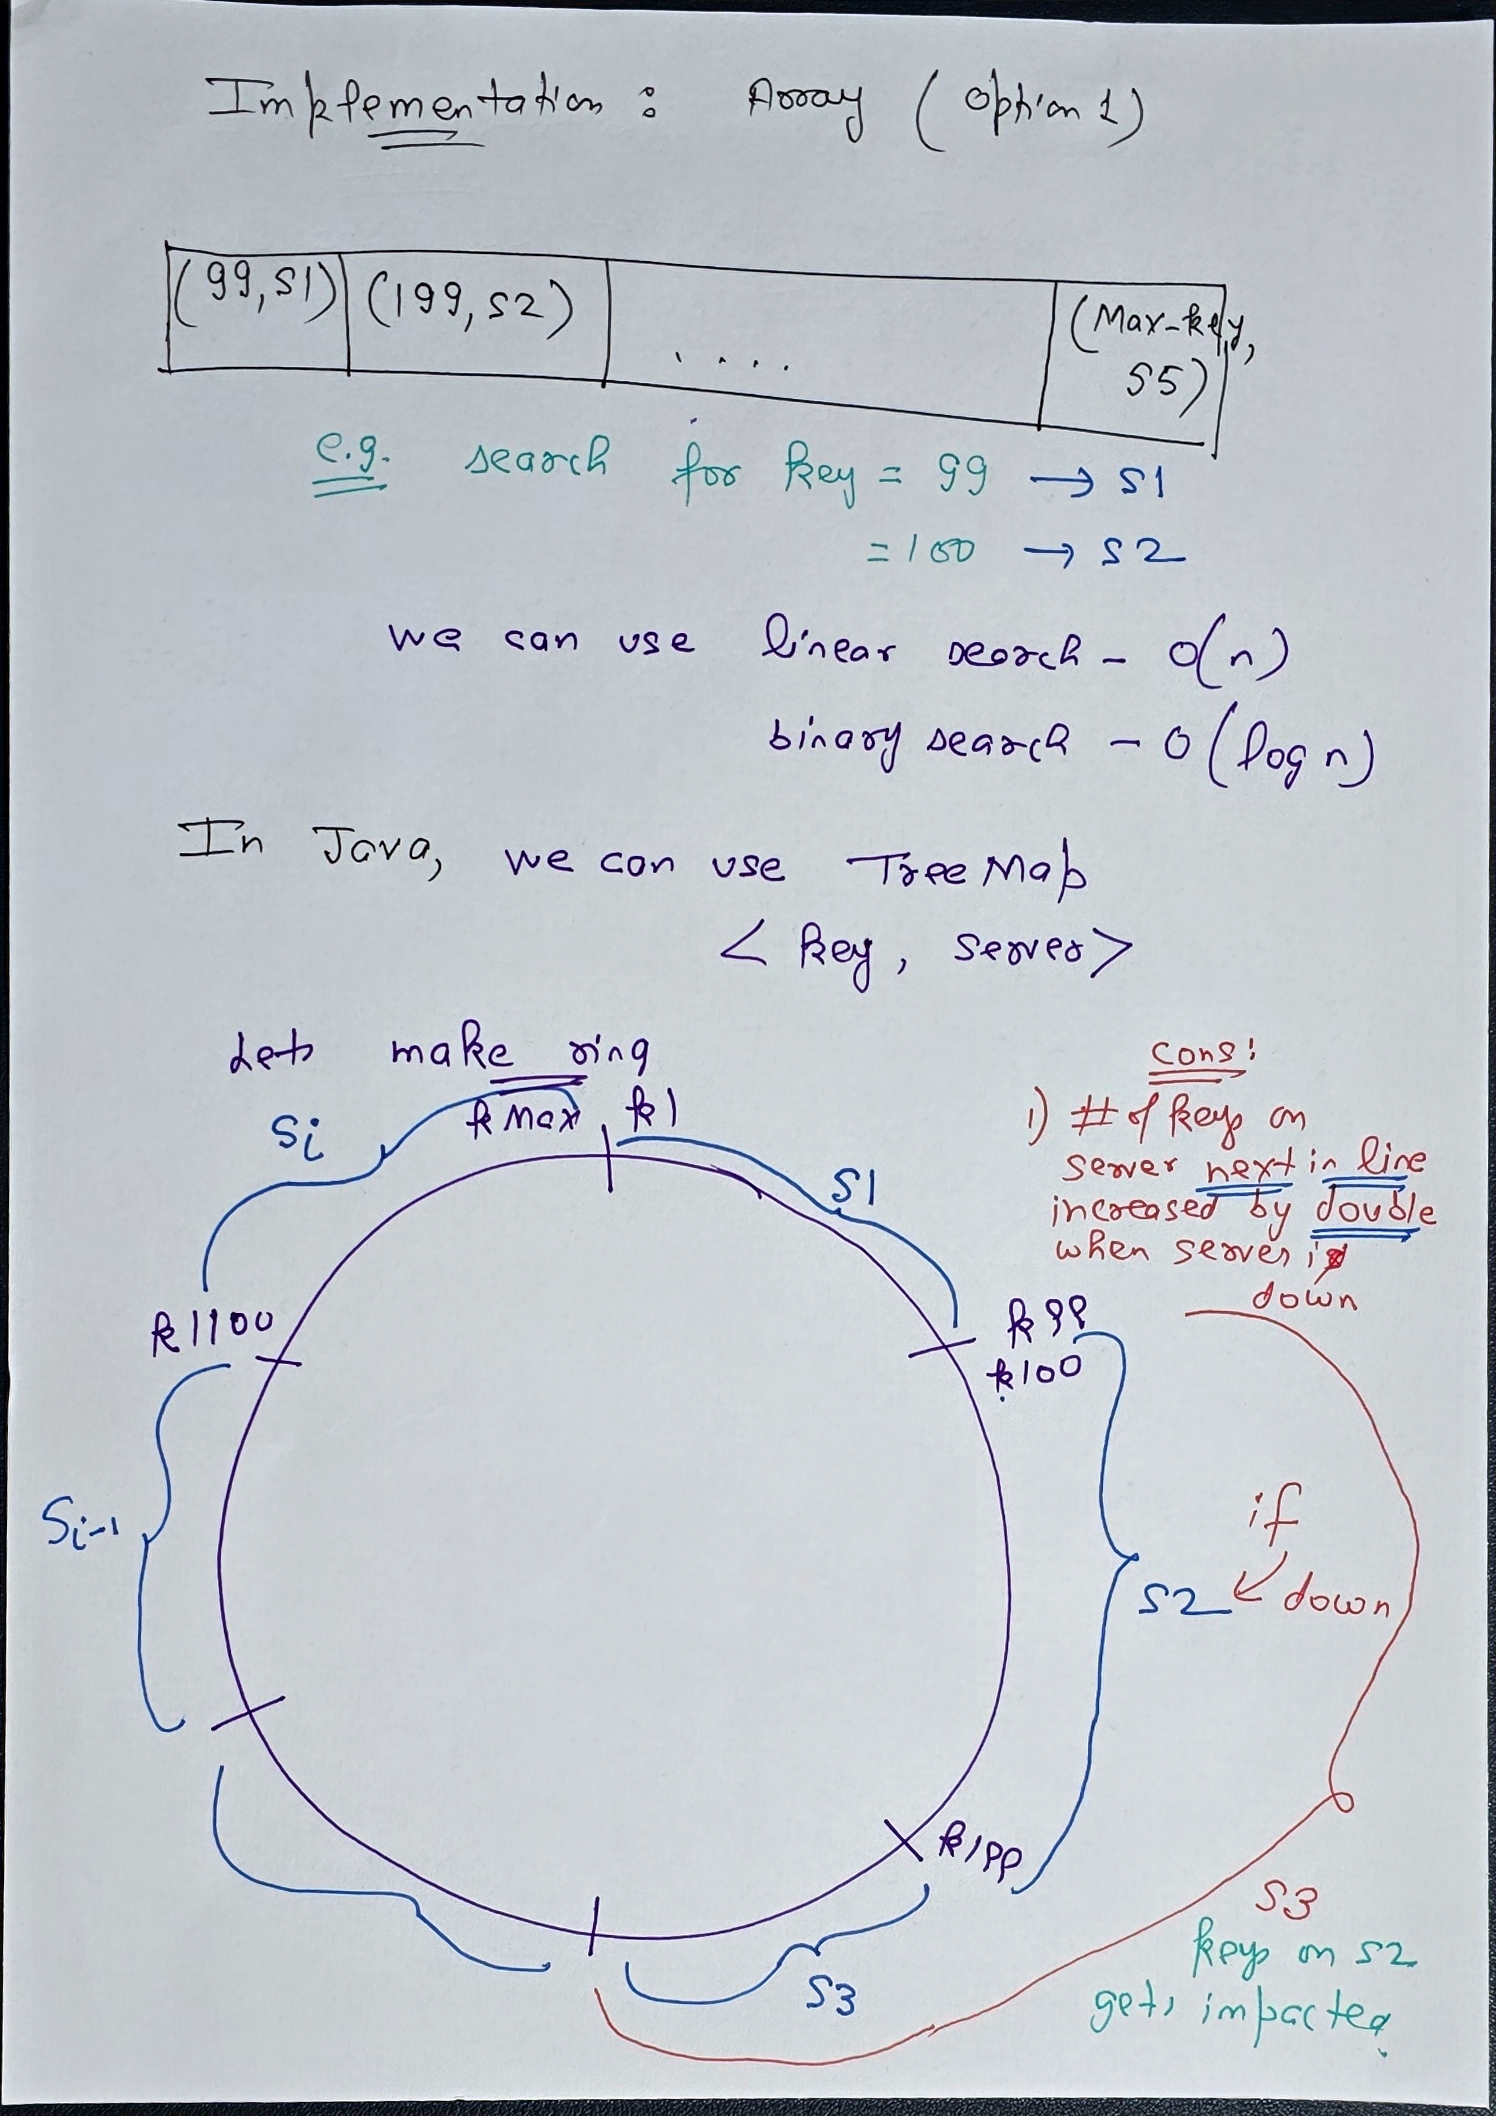 Implementation : Array ( Option 1)
(99,S1) (199,S2) .... (Max-key, S5)
e.g. search for key = 99 → S1
= 100 → S2
we can use linear search - O(n)
binary search - O(log n)
In Java, we can use TreeMap
< key, server>
Lets make ring
cons:
1) # of keys on
server next in line
increased by double
when server is
down
Si
k Max
k1
S1
k1100
k99
k100
Si-1
S2
if
down
k199
S3
S3
keys on S2
gets impacted.